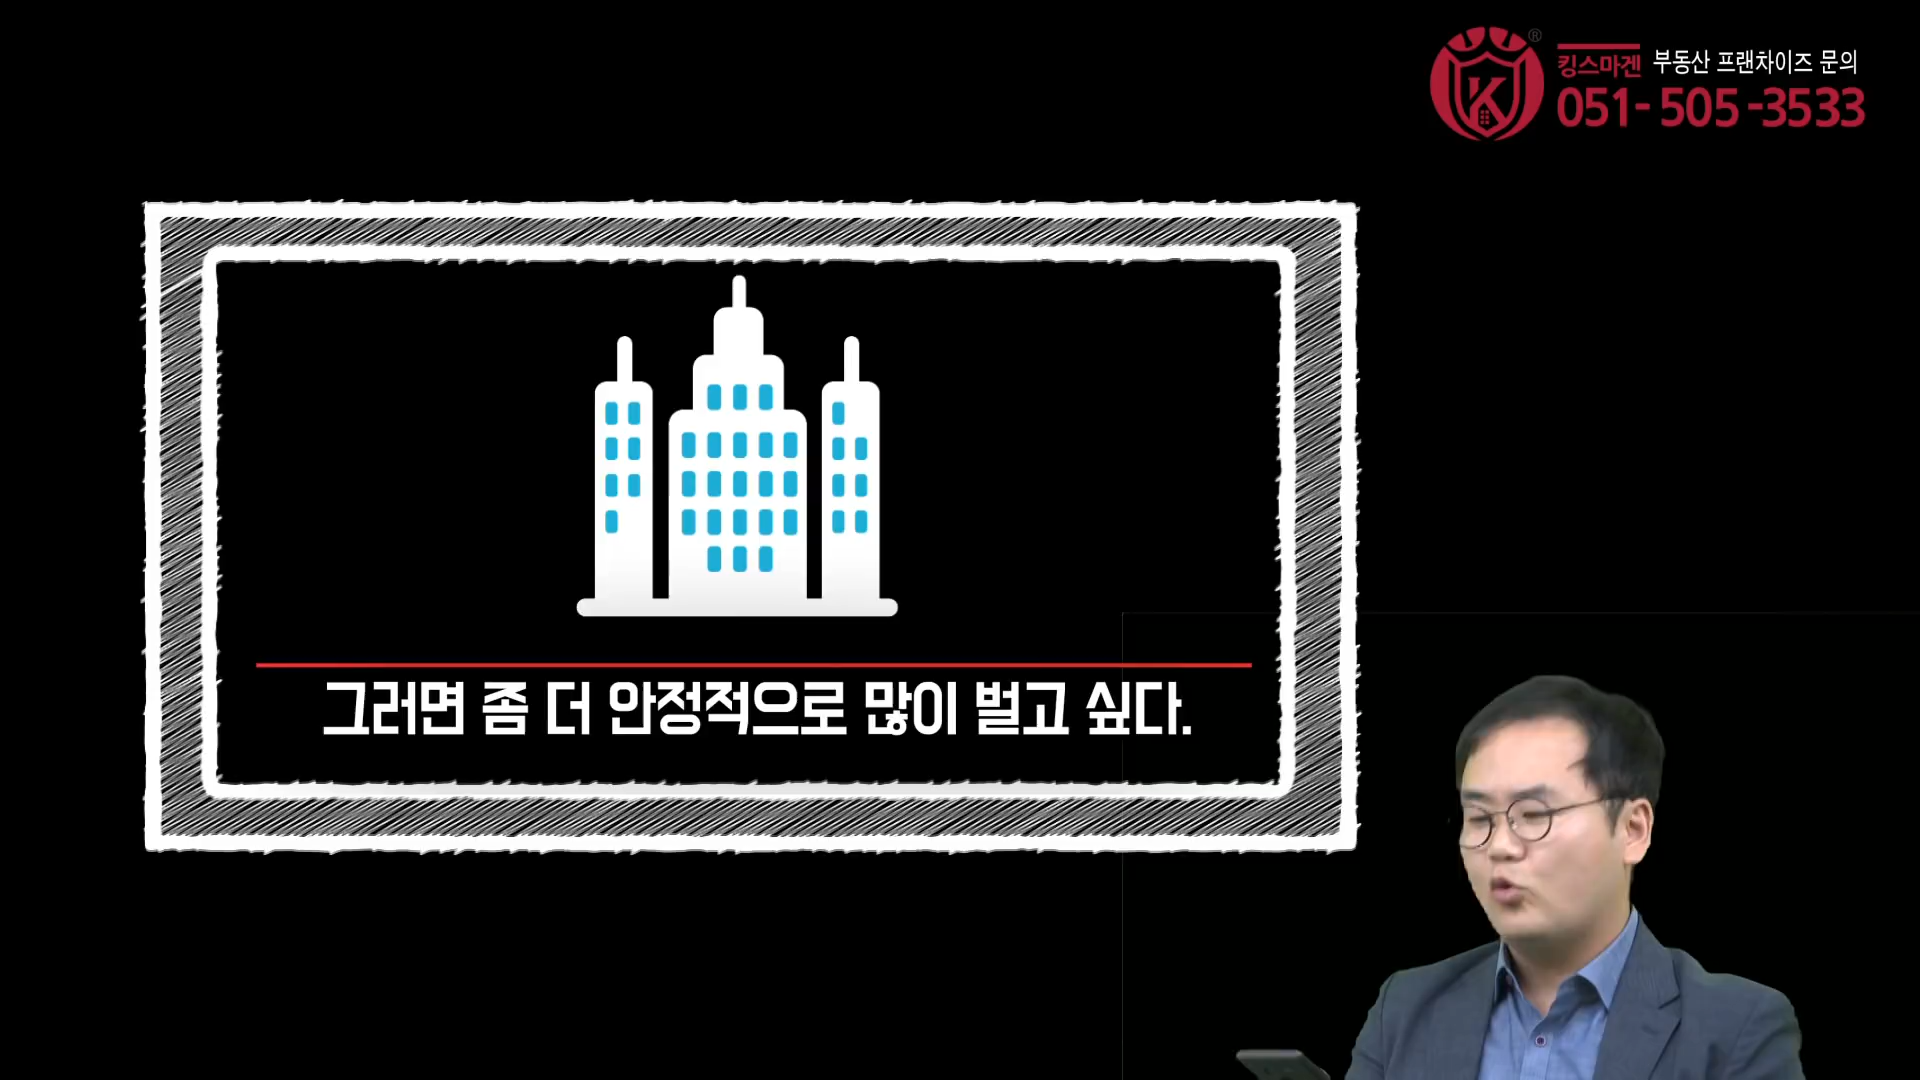 킹스마겐 부동산 프랜차이즈 문의
051-505-3533
그러면 좀 더 안정적으로 많이 벌고 싶다.
K
®